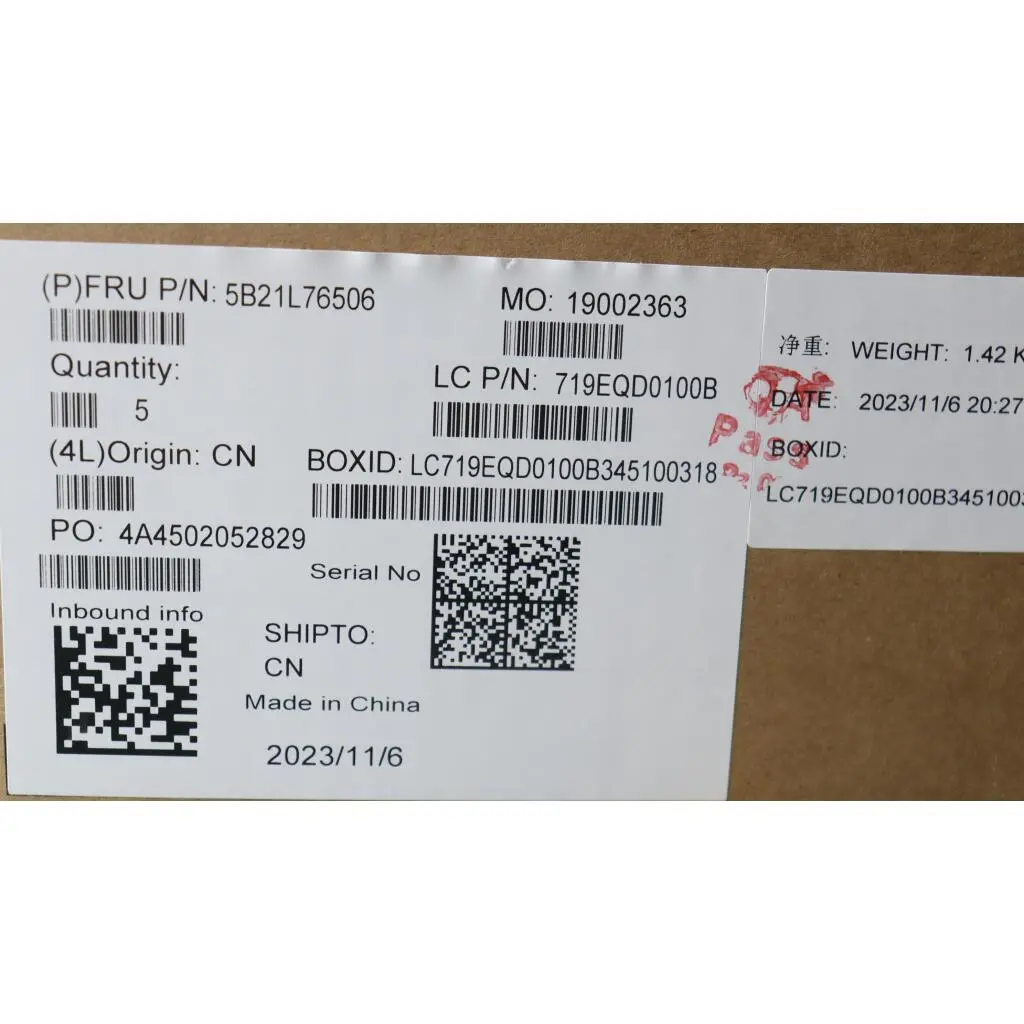 (P)FRU P/N: 5B21L76506
MO: 19002363
Quantity:
5
LC P/N: 719EQD0100B
(4L)Origin: CN
BOXID: LC719EQD0100B345100318
PO: 4A4502052829
Serial No
Inbound info
SHIPTO:
CN
Made in China
2023/11/6
净重: WEIGHT: 1.42 K
DATE: 2023/11/6 20:27
Pass
BOXID:
LC719EQD0100B345100